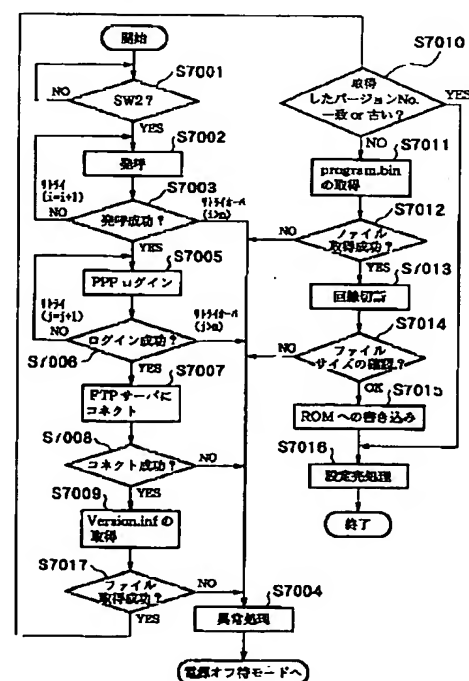 開始
S7001
NO
SW2?
YES
S7002
発呼
リトライ
(i=i+1)
S7003
リトライオーバ
(i>n)
NO
発呼成功?
YES
S7005
PPPログイン
リトライ
(j=j+1)
リトライオーバ
(j>n)
NO
ログイン成功?
S7006
YES
S7007
FTPサーバに
コネクト
S7008
コネクト成功?
NO
YES
S7009
Version.infの
取得
S7017
ファイル
取得成功?
NO
YES
S7010
取得
したバージョンNo.
一致or古い?
YES
NO
S7011
program.bin
の取得
S7012
NO
ファイル
取得成功?
YES
S7013
回線切断
S7014
NO
ファイル
サイズの確認?
OK
S7015
ROMへの書き込み
S7016
設定完処理
終了
S7004
異常処理
電源オフ待モードへ